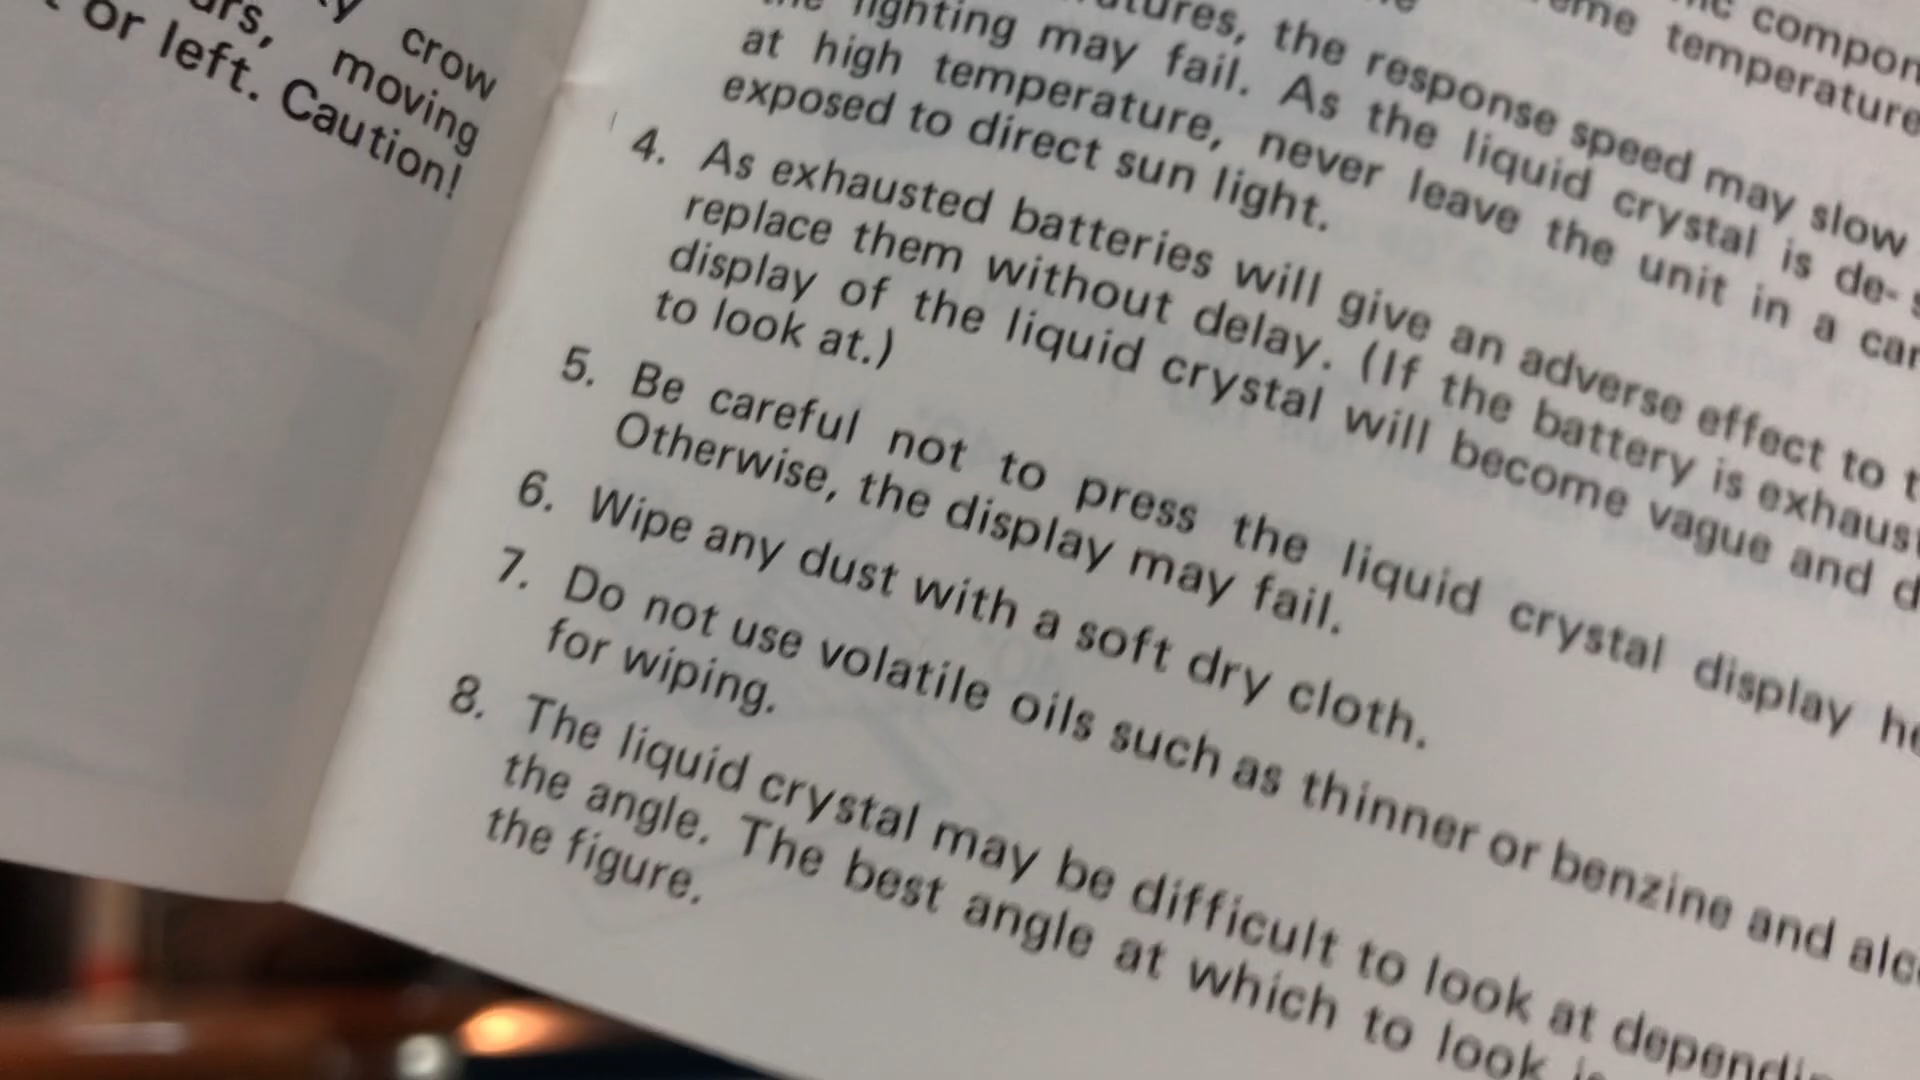 crow
moving
or left. Caution!
compon
temperature
the response speed may slow
lighting may fail. As the liquid crystal is de-
at high temperature, never leave the unit in a car
exposed to direct sun light.
4. As exhausted batteries will give an adverse effect to
replace them without delay. (If the battery is exhaust
display of the liquid crystal will become vague and d
to look at.)
5. Be careful not to press the liquid crystal display
Otherwise, the display may fail.
6. Wipe any dust with a soft dry cloth.
7. Do not use volatile oils such as thinner or benzine and alc
for wiping.
8. The liquid crystal may be difficult to look at dependi
the angle. The best angle at which to look is
the figure.